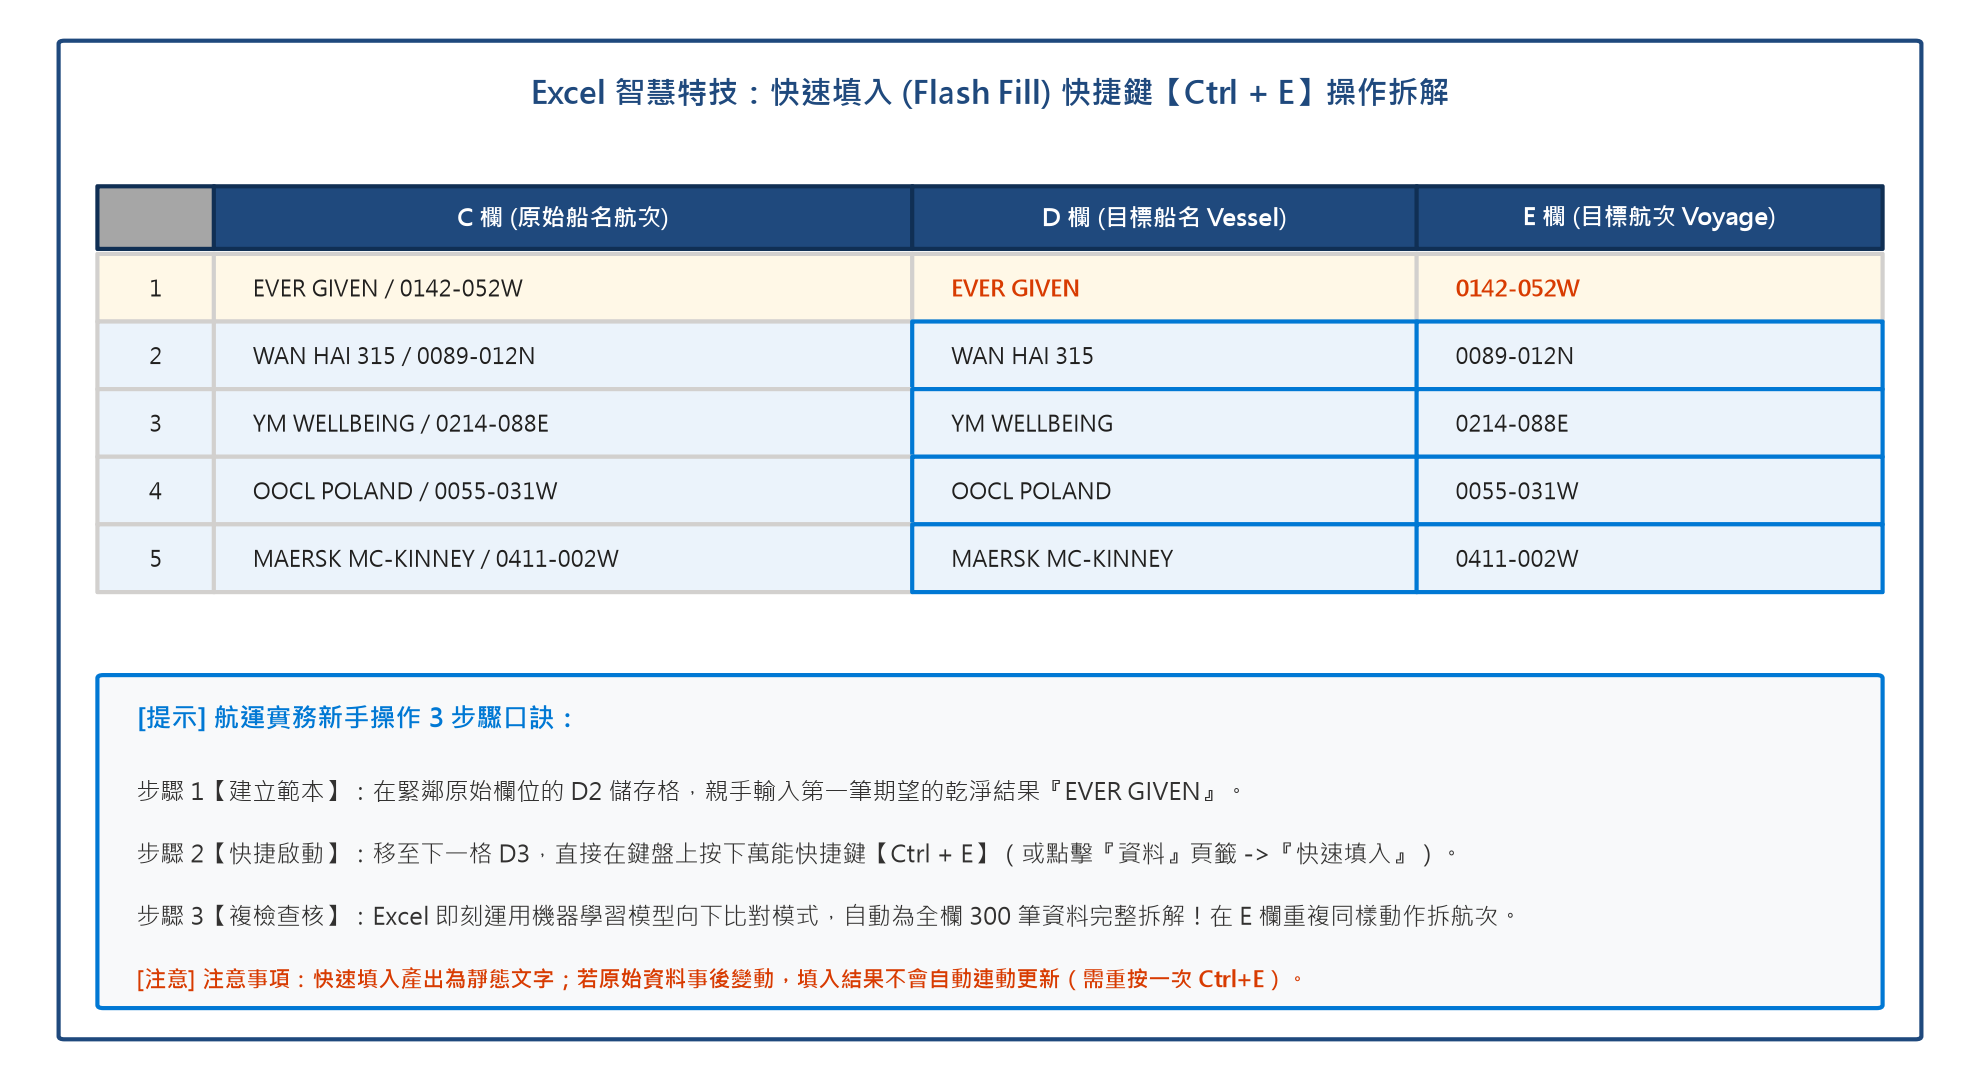 Excel 智慧特技：快速填入 (Flash Fill) 快捷鍵【Ctrl + E】操作拆解
C 欄 (原始船名航次) D 欄 (目標船名 Vessel) E 欄 (目標航次 Voyage)
1 EVER GIVEN / 0142-052W EVER GIVEN 0142-052W
2 WAN HAI 315 / 0089-012N WAN HAI 315 0089-012N
3 YM WELLBEING / 0214-088E YM WELLBEING 0214-088E
4 OOCL POLAND / 0055-031W OOCL POLAND 0055-031W
5 MAERSK MC-KINNEY / 0411-002W MAERSK MC-KINNEY 0411-002W
[提示] 航運實務新手操作 3 步驟口訣：
步驟 1【建立範本】：在緊鄰原始欄位的 D2 儲存格，親手輸入第一筆期望的乾淨結果『EVER GIVEN』。
步驟 2【快捷啟動】：移至下一格 D3，直接在鍵盤上按下萬能快捷鍵【Ctrl + E】（或點擊『資料』頁籤 ->『快速填入』）。
步驟 3【複檢查核】：Excel 即刻運用機器學習模型向下比對模式，自動為全欄 300 筆資料完整拆解！在 E 欄重複同樣動作拆航次。
[注意] 注意事項：快速填入產出為靜態文字；若原始資料事後變動，填入結果不會自動連動更新（需重按一次 Ctrl+E）。